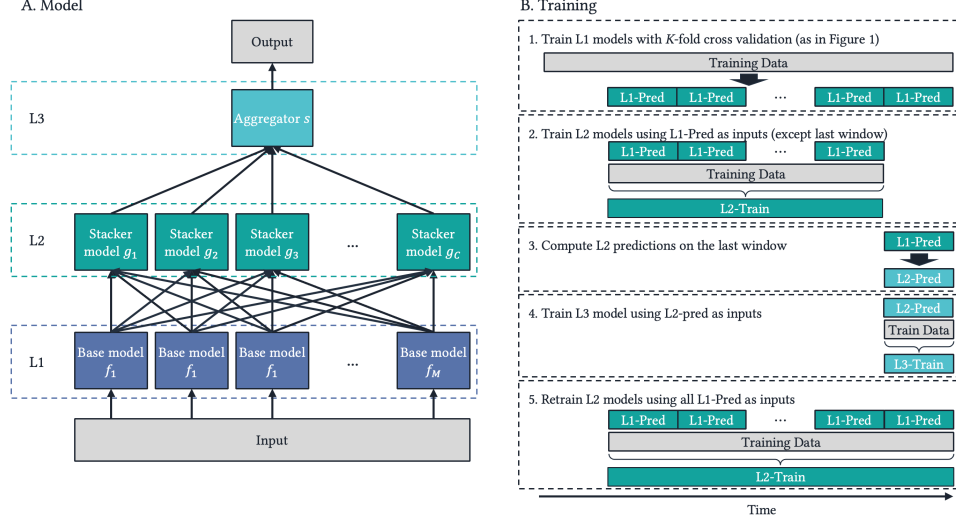 A. Model
Output
L3
Aggregator s
L2
Stacker
model g1
Stacker
model g2
Stacker
model g3
...
Stacker
model gC
L1
Base model
f1
Base model
f1
Base model
f1
...
Base model
fM
Input
B. Training
1. Train L1 models with K-fold cross validation (as in Figure 1)
Training Data
L1-Pred L1-Pred ... L1-Pred L1-Pred
2. Train L2 models using L1-Pred as inputs (except last window)
L1-Pred L1-Pred ... L1-Pred
Training Data
L2-Train
3. Compute L2 predictions on the last window
L1-Pred
L2-Pred
4. Train L3 model using L2-pred as inputs
L2-Pred
Train Data
L3-Train
5. Retrain L2 models using all L1-Pred as inputs
L1-Pred L1-Pred ... L1-Pred L1-Pred
Training Data
L2-Train
Time